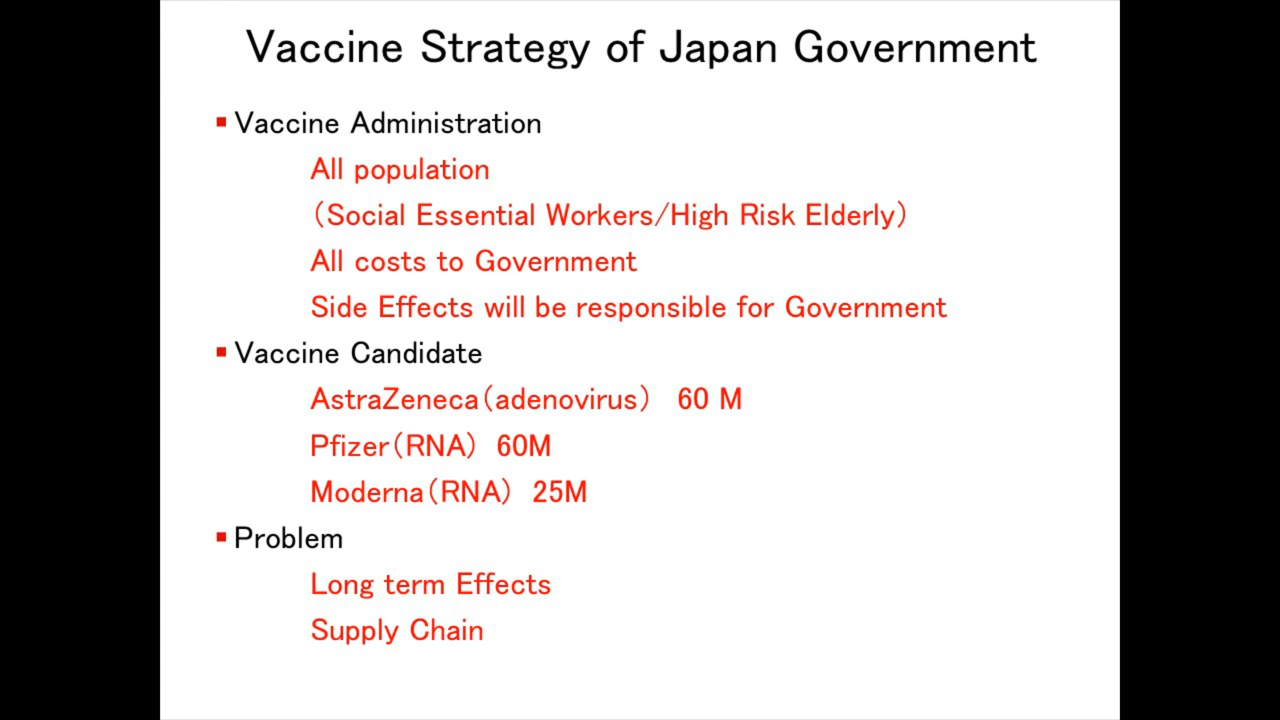 Vaccine Strategy of Japan Government
▪ Vaccine Administration
All population
（Social Essential Workers/High Risk Elderly）
All costs to Government
Side Effects will be responsible for Government
▪ Vaccine Candidate
AstraZeneca（adenovirus） 60 M
Pfizer（RNA） 60M
Moderna（RNA） 25M
▪ Problem
Long term Effects
Supply Chain